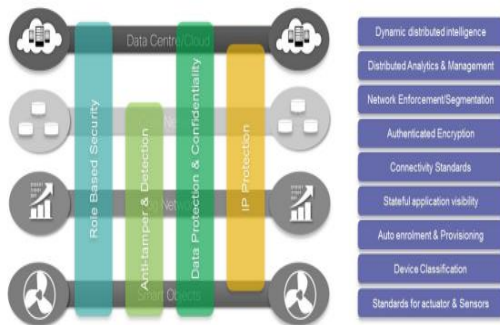 Data Centre/Cloud
Role Based Security
Anti-tamper & Detection
Data Protection & Confidentiality
IP Protection
Smart Objects
Dynamic distributed intelligence
Distributed Analytics & Management
Network Enforcement/Segmentation
Authenticated Encryption
Connectivity Standards
Stateful application visibility
Auto enrolment & Provisioning
Device Classification
Standards for actuator & Sensors